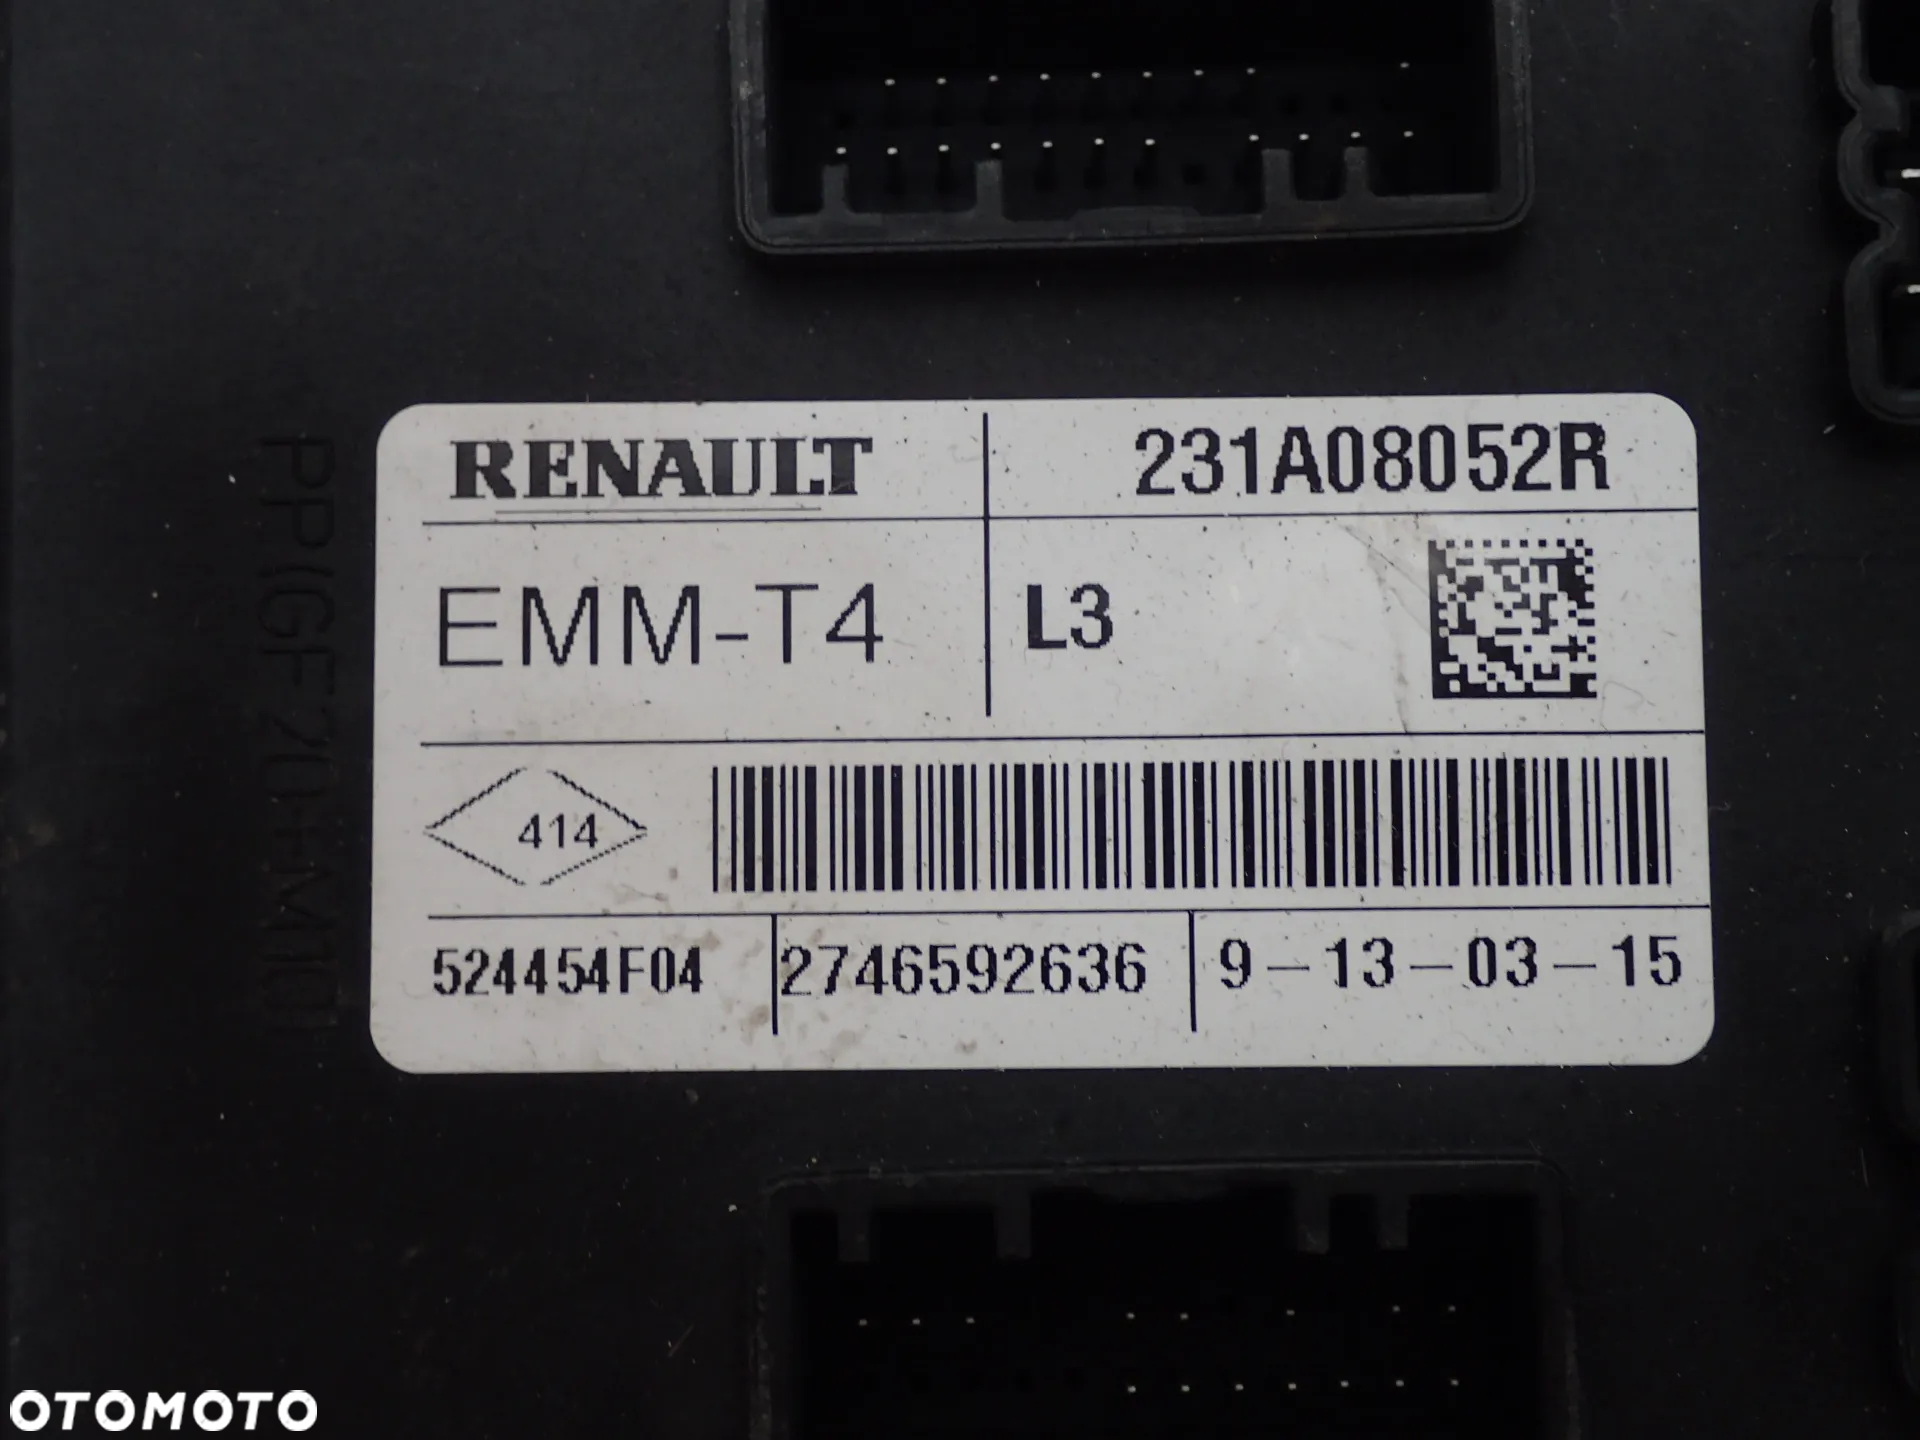 RENAULT 231A08052R
EMM-T4 L3
414
524454F04 2746592636 9-13-03-15
OTOMOTO